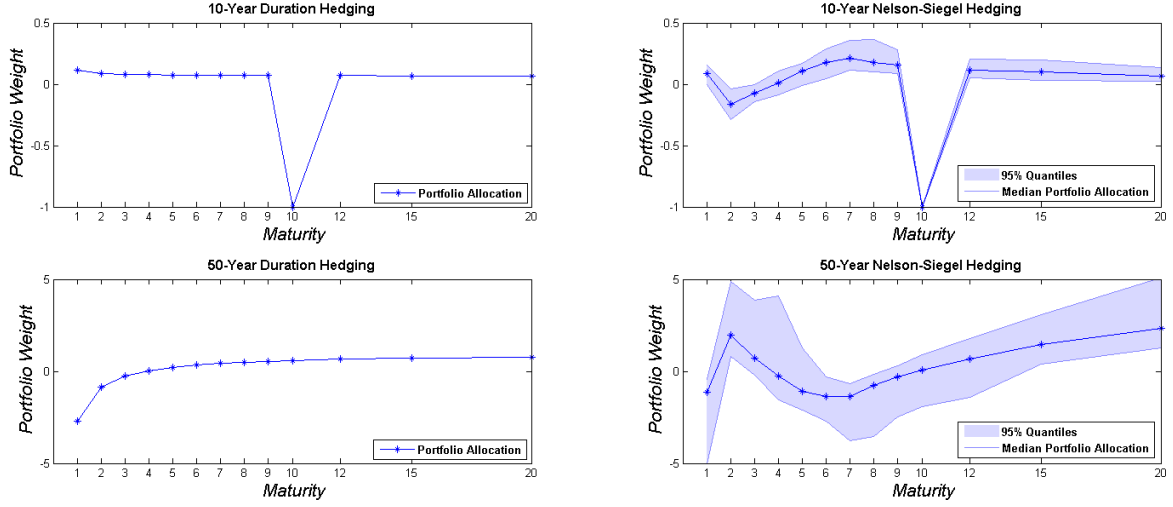 10-Year Duration Hedging
Portfolio Weight
0.5
0
-0.5
-1
1 2 3 4 5 6 7 8 9 10 12 15 20
Maturity
Portfolio Allocation
10-Year Nelson-Siegel Hedging
Portfolio Weight
0.5
0
-0.5
-1
1 2 3 4 5 6 7 8 9 10 12 15 20
Maturity
95% Quantiles
Median Portfolio Allocation
50-Year Duration Hedging
Portfolio Weight
5
0
-5
1 2 3 4 5 6 7 8 9 10 12 15 20
Maturity
Portfolio Allocation
50-Year Nelson-Siegel Hedging
Portfolio Weight
5
0
-5
1 2 3 4 5 6 7 8 9 10 12 15 20
Maturity
95% Quantiles
Median Portfolio Allocation